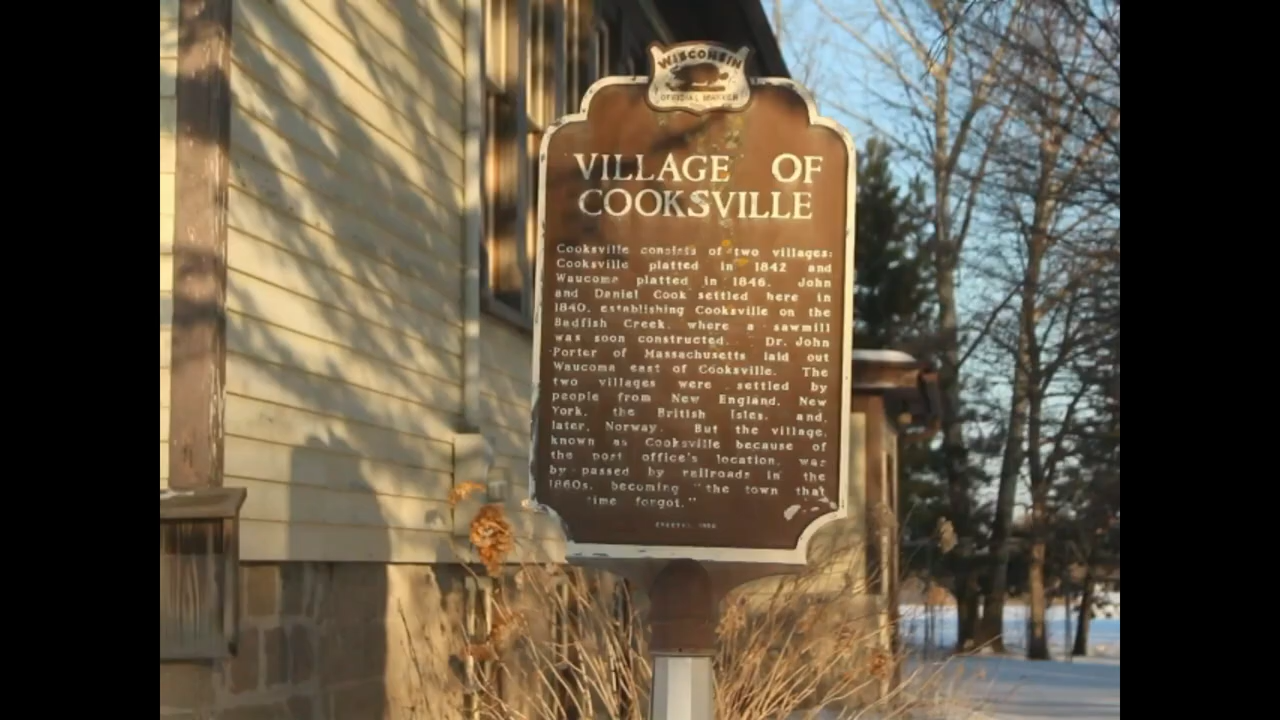 WISCONSIN
OFFICIAL MARKER
VILLAGE OF
COOKSVILLE
Cooksville consists of two villages:
Cooksville platted in 1842 and
Waucoma platted in 1846. John
and Daniel Cook settled here in
1840, establishing Cooksville on the
Badfish Creek, where a sawmill
was soon constructed. Dr. John
Porter of Massachusetts laid out
Waucoma east of Cooksville. The
two villages were settled by
people from New England, New
York, the British Isles, and,
later, Norway. But the village,
known as Cooksville because of
the post office's location, was
by-passed by railroads in the
1860s, becoming "the town that
ime forgot."